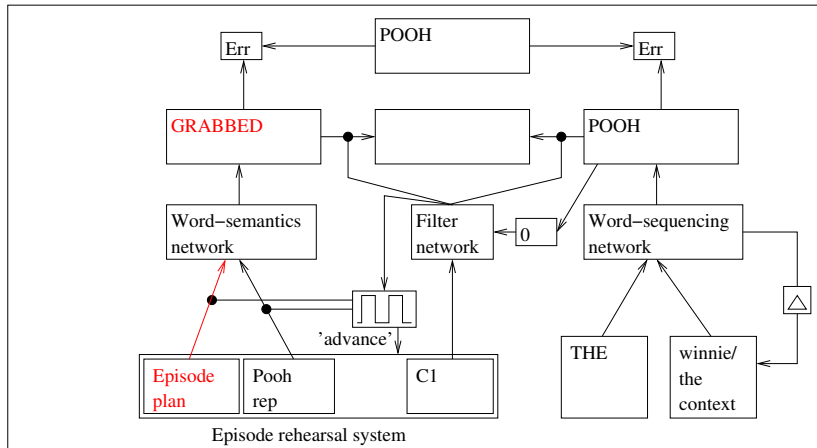 POOH
Err
Err
GRABBED
POOH
Word−semantics
network
Filter
network
0
Word−sequencing
network
'advance'
Episode
plan
Pooh
rep
C1
THE
winnie/
the
context
Episode rehearsal system